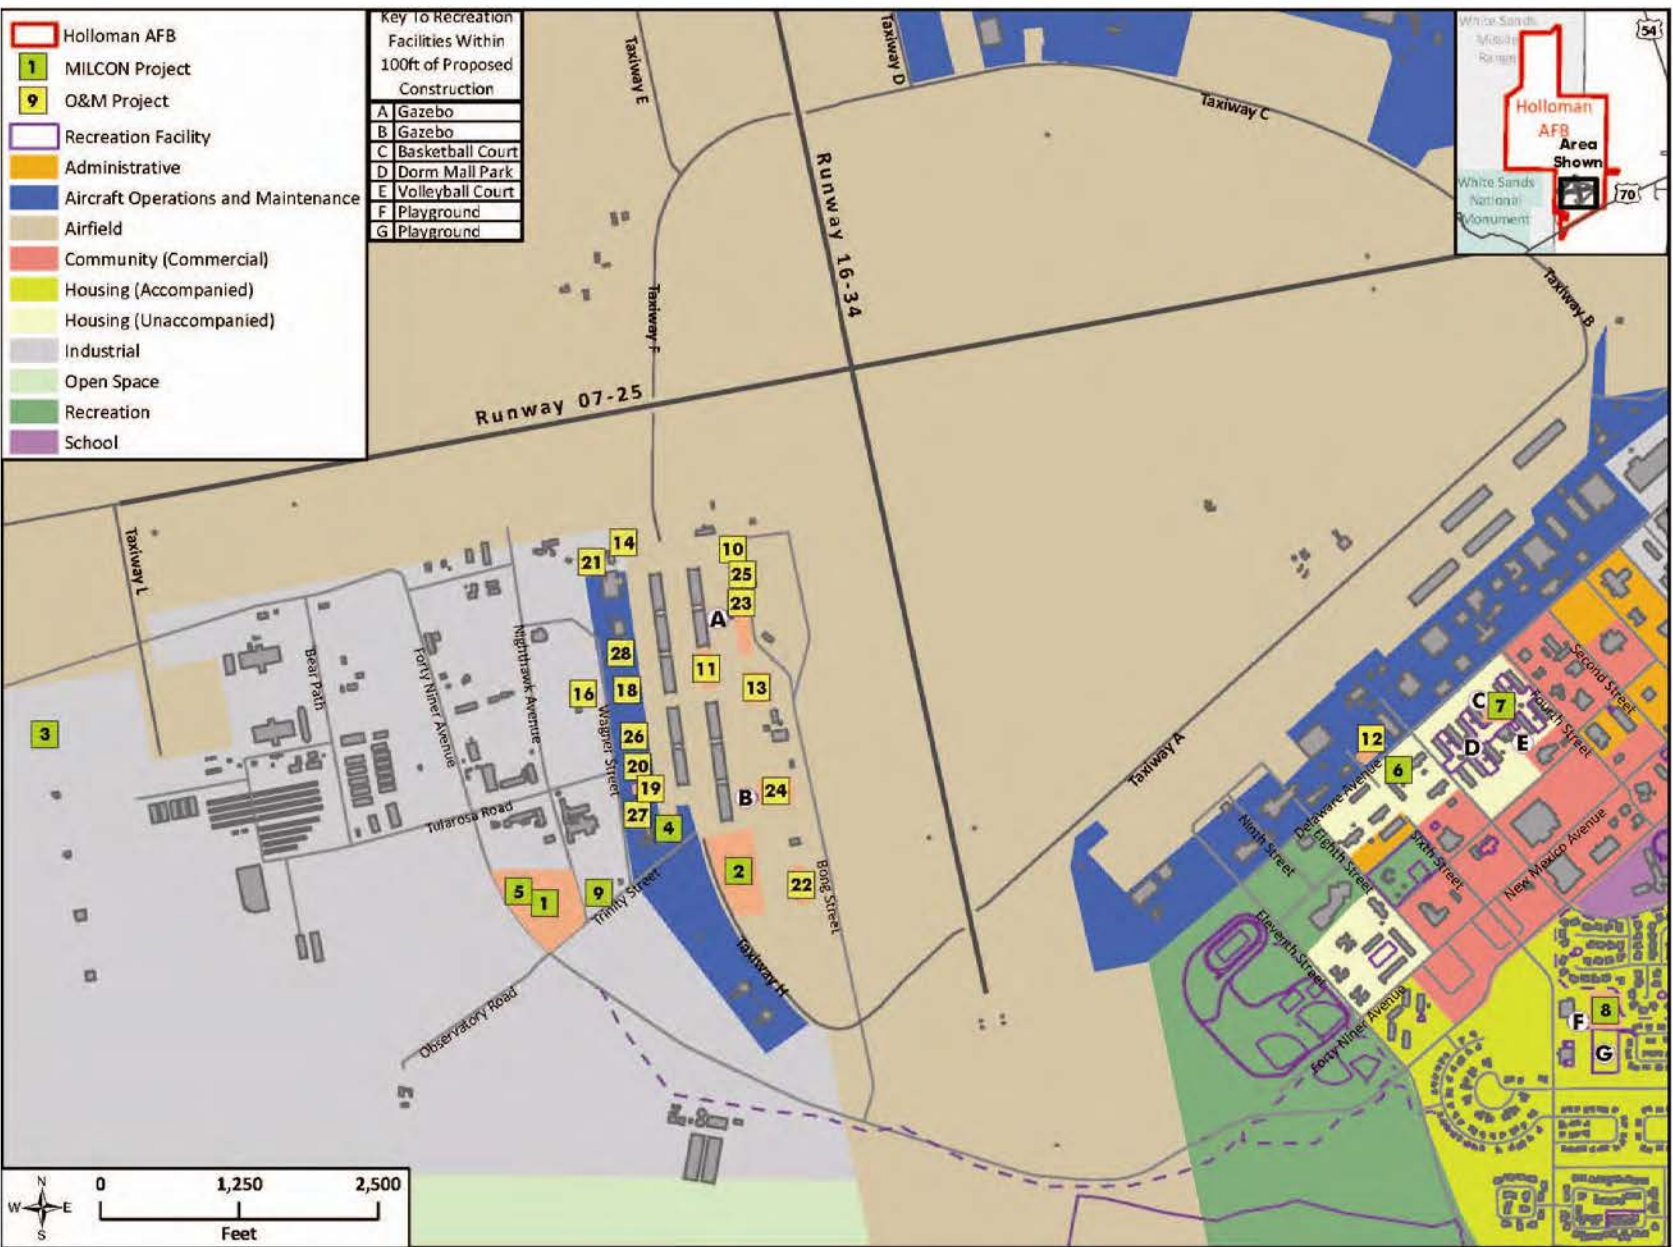 Holloman AFB
1 MILCON Project
9 O&M Project
Recreation Facility
Administrative
Aircraft Operations and Maintenance
Airfield
Community (Commercial)
Housing (Accompanied)
Housing (Unaccompanied)
Industrial
Open Space
Recreation
School
Key To Recreation
Facilities Within
100ft of Proposed
Construction
A Gazebo
B Gazebo
C Basketball Court
D Dorm Mall Park
E Volleyball Court
F Playground
G Playground
Taxiway E
Taxiway D
Taxiway C
Runway 16-34
Taxiway F
Runway 07-25
Taxiway B
White Sands
Missile
Range
54
Holloman
AFB
Area
Shown
White Sands
National
Monument
70
Taxiway L
14
21
10
25
23
A
28
11
16
18
13
3
26
20
19
24
B
27
4
2
22
5
1
9
Bear Path
Forty Niner Avenue
Nighthawk Avenue
Wagner Street
Tularosa Road
Trinity Street
Bong Street
Taxiway H
Observatory Road
Taxiway A
Second Street
Fourth Street
C
7
D
E
12
6
Delaware Avenue
Ninth Street
Eighth Street
Sixth Street
New Mexico Avenue
Eleventh Street
Forty Niner Avenue
8
F
G
N
W E
S
0 1,250 2,500
Feet